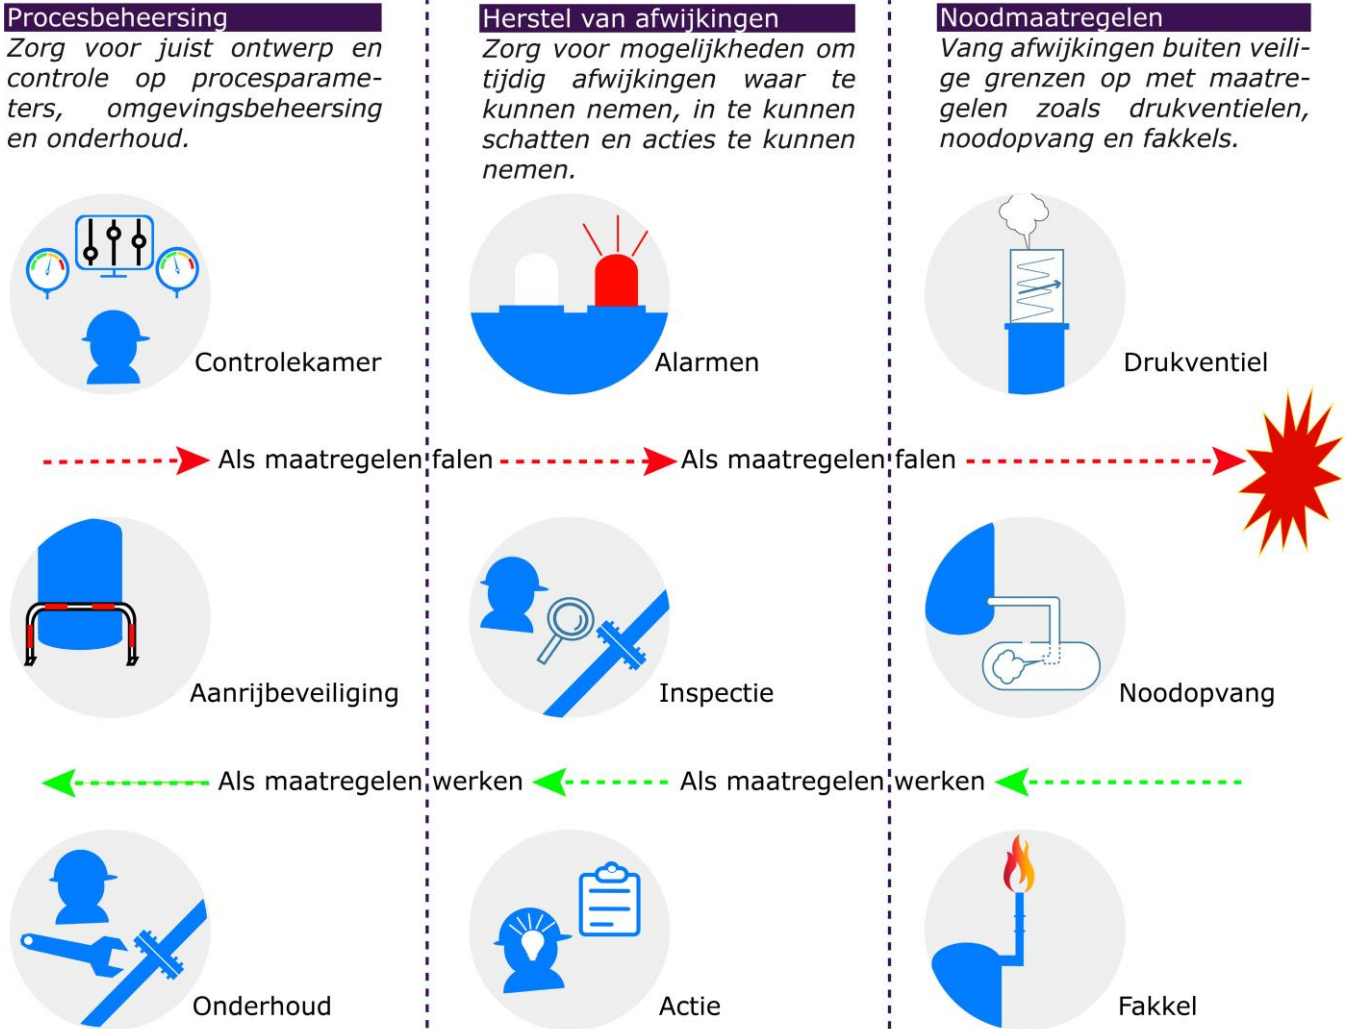 Procesbeheersing
Zorg voor juist ontwerp en
controle op procesparame-
ters, omgevingsbeheersing
en onderhoud.
Herstel van afwijkingen
Zorg voor mogelijkheden om
tijdig afwijkingen waar te
kunnen nemen, in te kunnen
schatten en acties te kunnen
nemen.
Noodmaatregelen
Vang afwijkingen buiten veili-
ge grenzen op met maatre-
gelen zoals drukventielen,
noodopvang en fakkels.
Controlekamer
Alarmen
Drukventiel
Als maatregelen falen
Als maatregelen falen
Aanrijbeveiliging
Inspectie
Noodopvang
Als maatregelen werken
Als maatregelen werken
Onderhoud
Actie
Fakkel